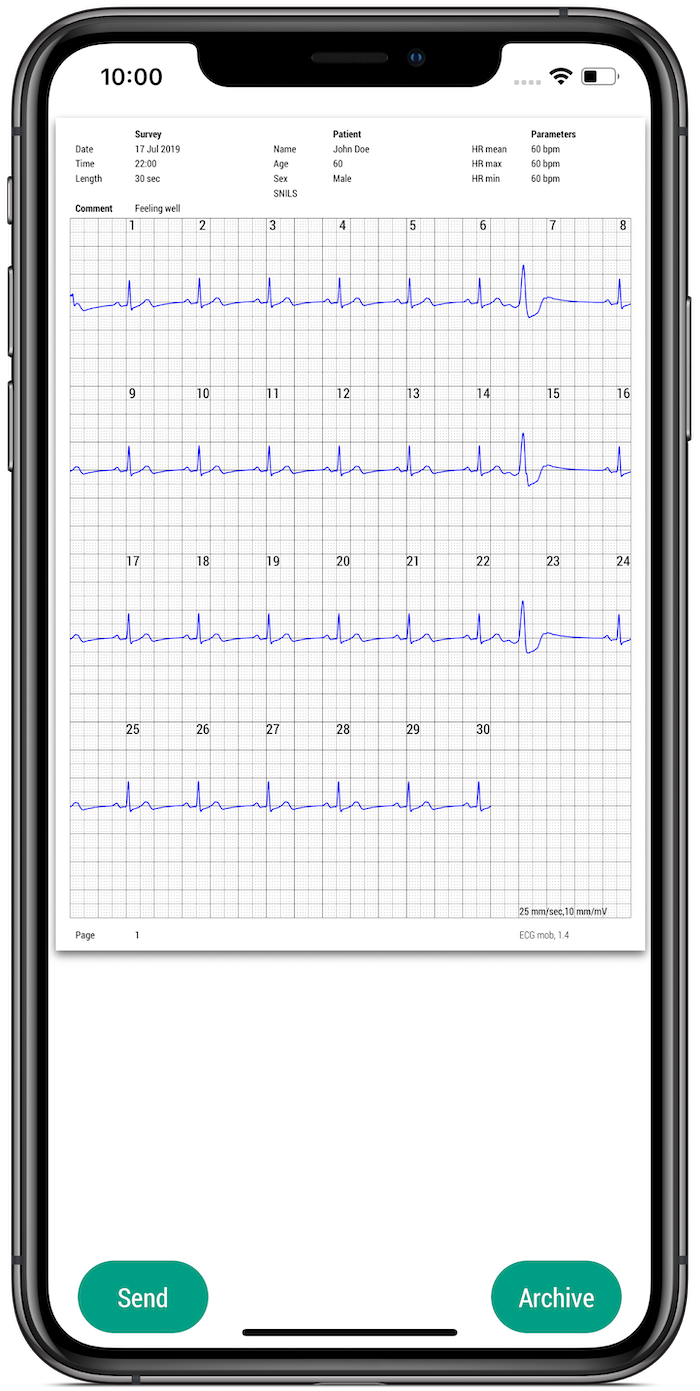 10:00
Survey Patient Parameters
Date 17 Jul 2019 Name John Doe HR mean 60 bpm
Time 22:00 Age 60 HR max 60 bpm
Length 30 sec Sex Male HR min 60 bpm
SNILS
Comment Feeling well
1 2 3 4 5 6 7 8
9 10 11 12 13 14 15 16
17 18 19 20 21 22 23 24
25 26 27 28 29 30
25 mm/sec,10 mm/mV
Page 1 ECG mob, 1.4
Send Archive